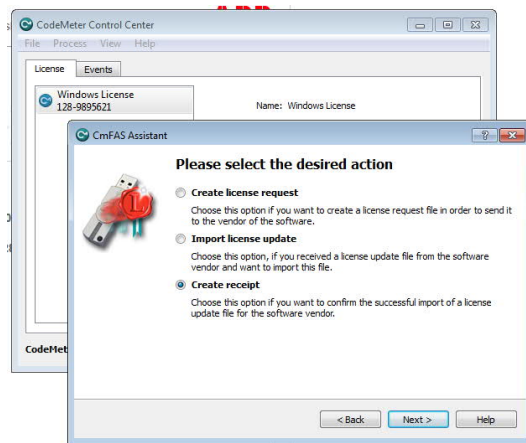 CodeMeter Control Center
File Process View Help
License Events
Windows License
128-9895621
Name: Windows License
CmFAS Assistant
Please select the desired action
Create license request
Choose this option if you want to create a license request file in order to send it
to the vendor of the software.
Import license update
Choose this option, if you received a license update file from the software
vendor and want to import this file.
Create receipt
Choose this option if you want to confirm the successful import of a license
update file for the software vendor.
CodeMet
< Back Next > Help